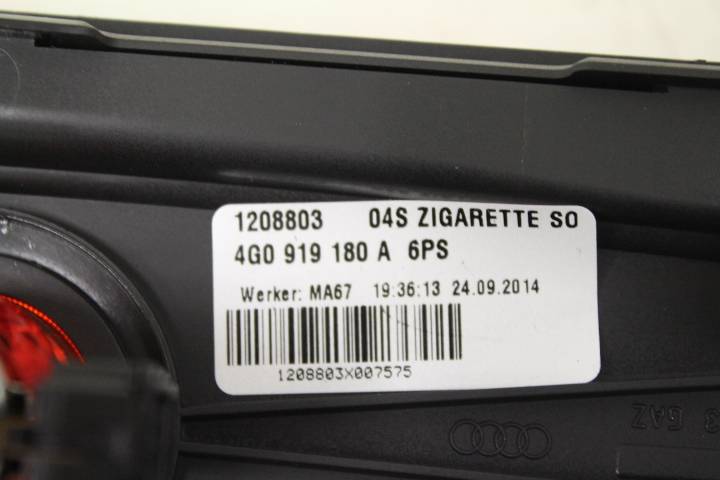 1208803 04S ZIGARETTE SO
4G0 919 180 A 6PS
Werker: MA67 19:36:13 24.09.2014
1208803X007575